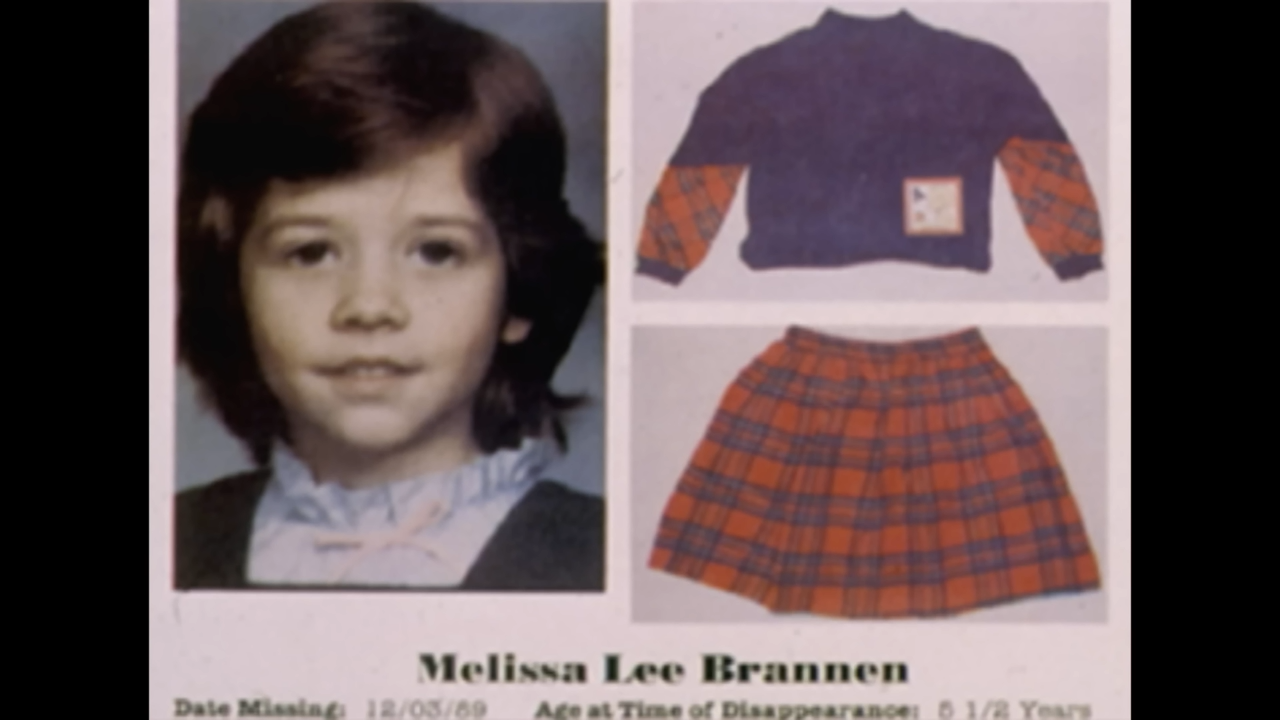 Melissa Lee Brannen
Date Missing: 12/03/89 Age at Time of Disappearance: 5 1/2 Years